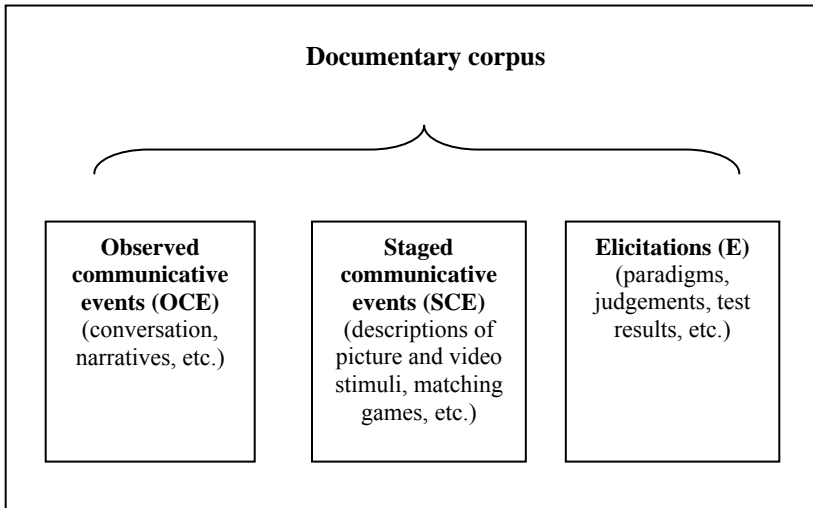 Documentary corpus
Observed
communicative
events (OCE)
(conversation,
narratives, etc.)
Staged
communicative
events (SCE)
(descriptions of
picture and video
stimuli, matching
games, etc.)
Elicitations (E)
(paradigms,
judgements, test
results, etc.)